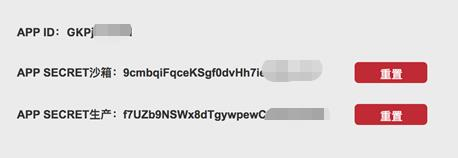 APP ID: GKPj
APP SECRET沙箱: 9cmbqiFqceKSgf0dvHh7ie
重置
APP SECRET生产: f7UZb9NSWx8dTgywpewC
重置